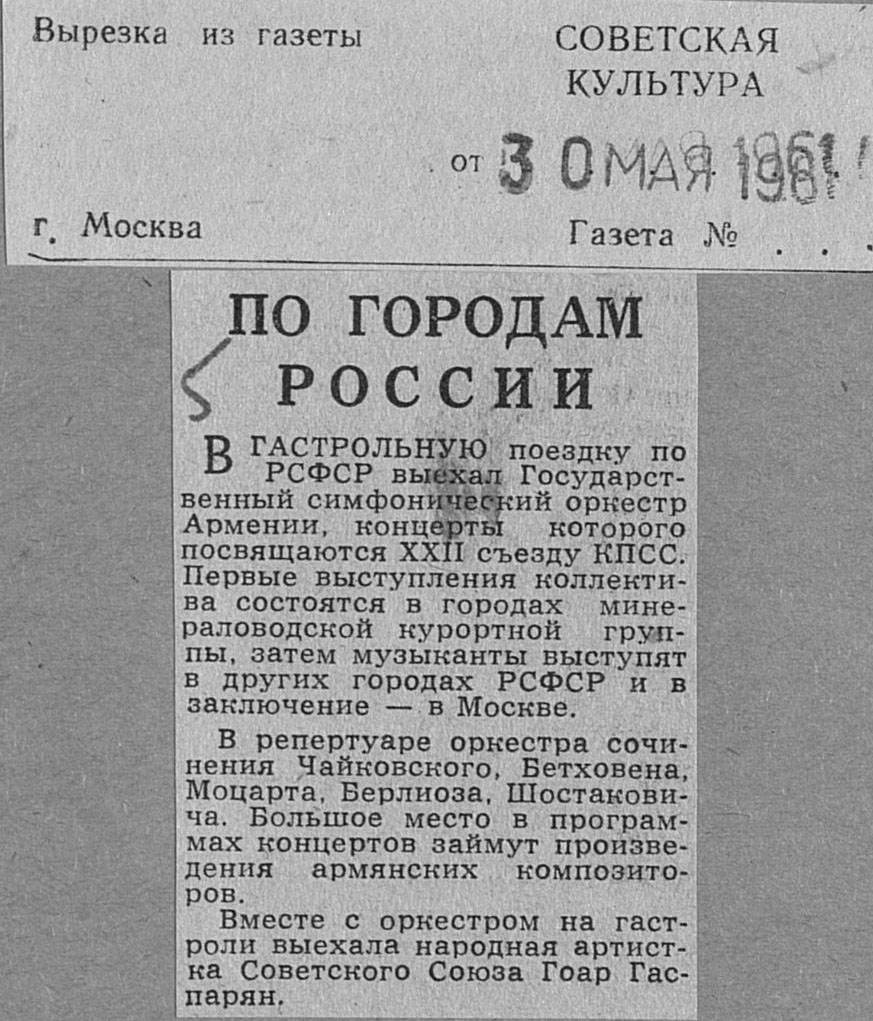 Вырезка из газеты
СОВЕТСКАЯ
КУЛЬТУРА
от 30 МАЯ 1961
г. Москва
Газета № . . .
ПО ГОРОДАМ
РОССИИ
В ГАСТРОЛЬНУЮ поездку по
РСФСР выехал Государст-
венный симфонический оркестр
Армении, концерты которого
посвящаются XXII съезду КПСС.
Первые выступления коллекти-
ва состоятся в городах мине-
раловодской курортной груп-
пы, затем музыканты выступят
в других городах РСФСР и в
заключение — в Москве.
В репертуаре оркестра сочи-
нения Чайковского, Бетховена,
Моцарта, Берлиоза, Шостакови-
ча. Большое место в програм-
мах концертов займут произве-
дения армянских композито-
ров.
Вместе с оркестром на гаст-
роли выехала народная артист-
ка Советского Союза Гоар Гас-
парян.